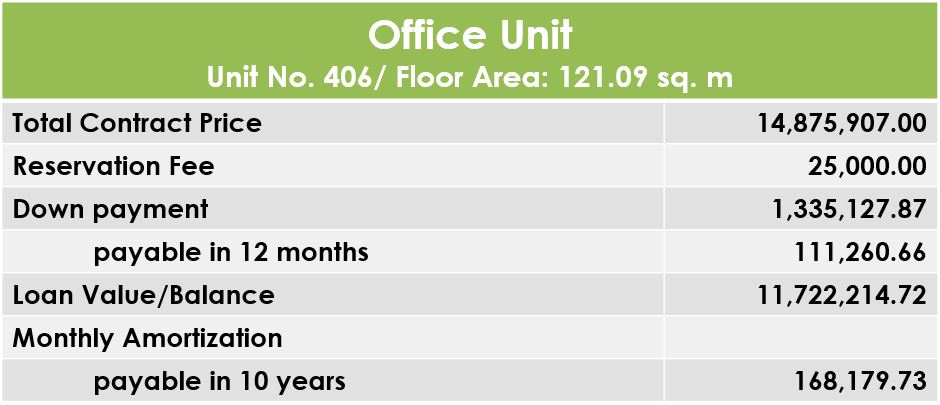 Office Unit
Unit No. 406/ Floor Area: 121.09 sq. m
Total Contract Price 14,875,907.00
Reservation Fee 25,000.00
Down payment 1,335,127.87
payable in 12 months 111,260.66
Loan Value/Balance 11,722,214.72
Monthly Amortization
payable in 10 years 168,179.73